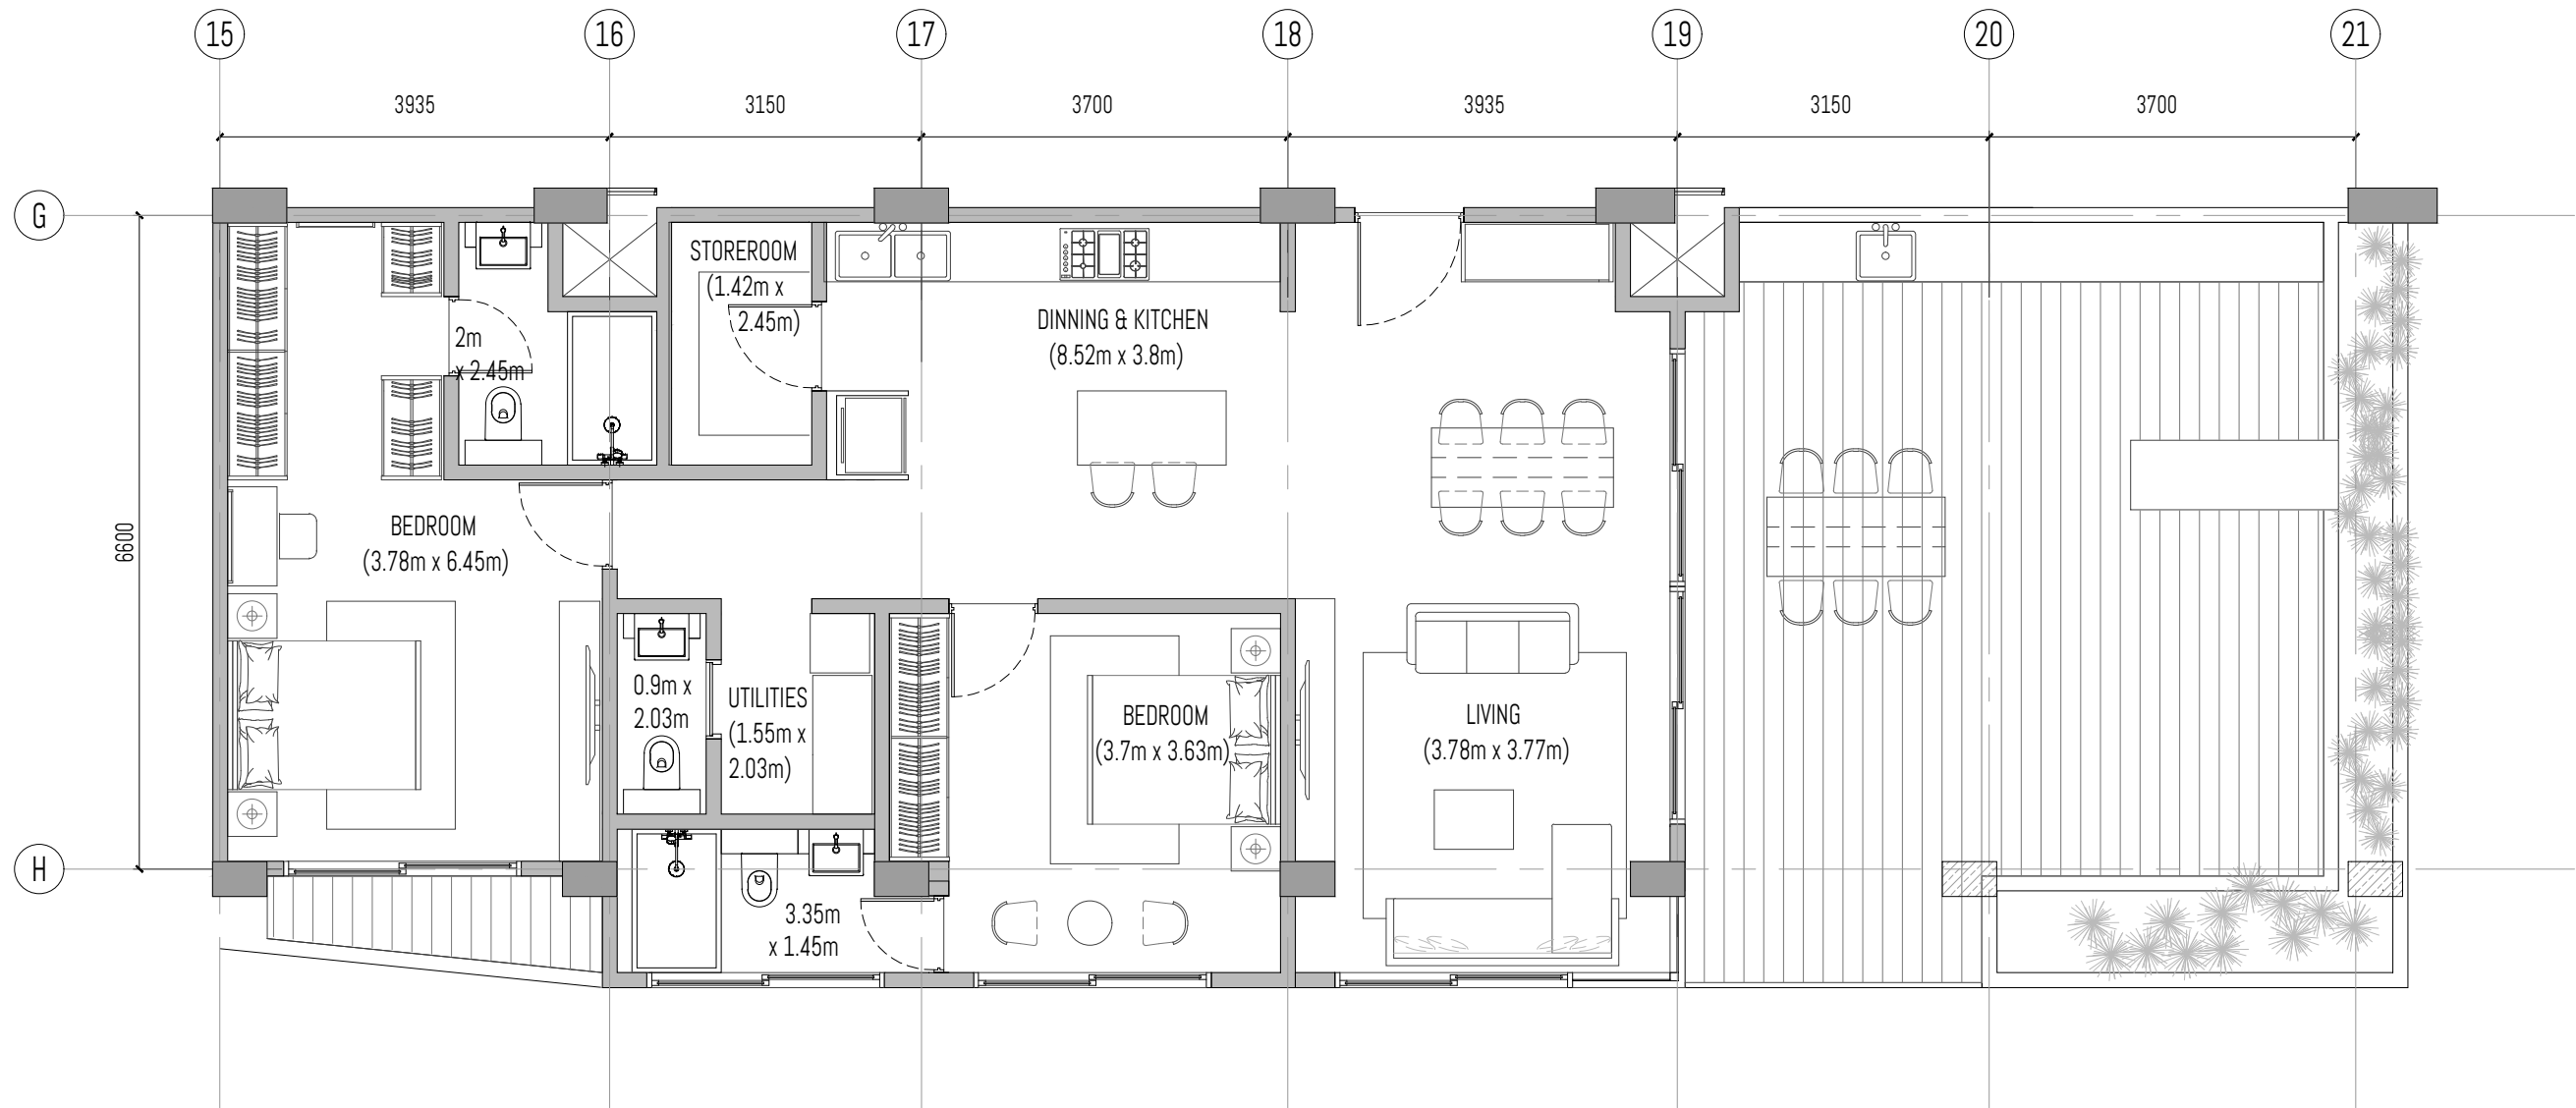 15 16 17 18 19 20 21
3935 3150 3700 3935 3150 3700
G
STOREROOM
(1.42m x
2.45m)
2m
x 2.45m
DINNING & KITCHEN
(8.52m x 3.8m)
6600
BEDROOM
(3.78m x 6.45m)
0.9m x
2.03m
UTILITIES
(1.55m x
2.03m)
BEDROOM
(3.7m x 3.63m)
LIVING
(3.78m x 3.77m)
H
3.35m
x 1.45m